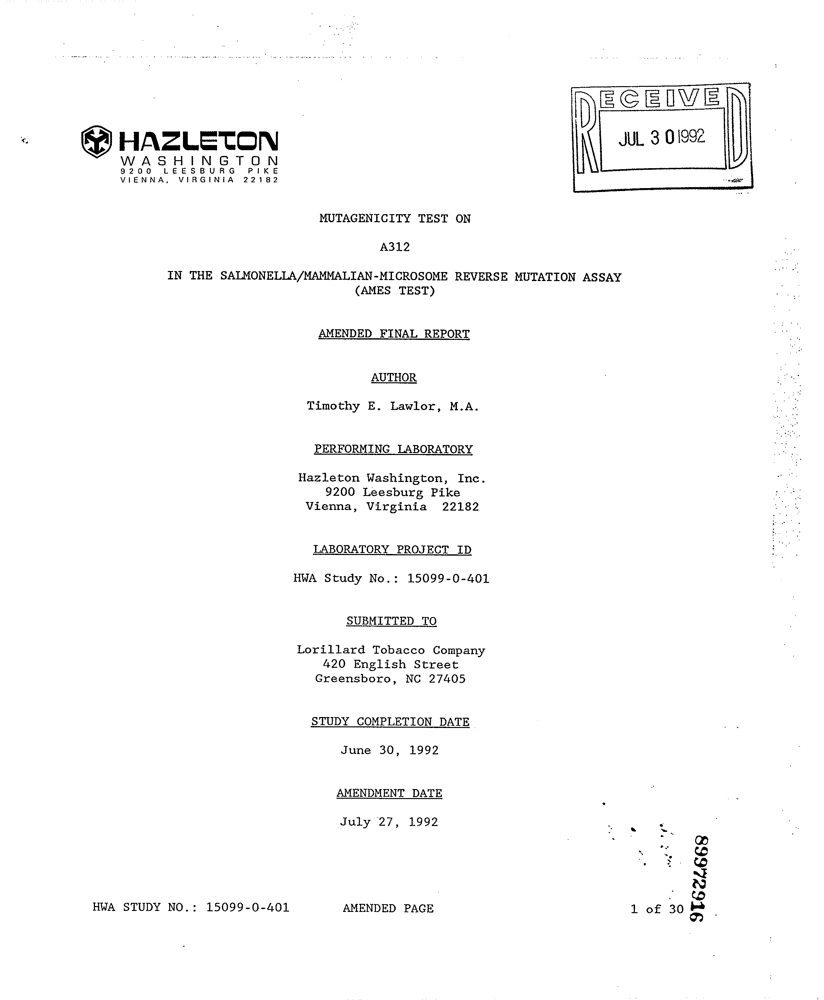 HAZLETON
WASHINGTON
9200 LEESBURG PIKE
VIENNA, VIRGINIA 22182
RECEIVED
JUL 30 1992
MUTAGENICITY TEST ON
A312
IN THE SALMONELLA/MAMMALIAN-MICROSOME REVERSE MUTATION ASSAY
(AMES TEST)
AMENDED FINAL REPORT
AUTHOR
Timothy E. Lawlor, M.A.
PERFORMING LABORATORY
Hazleton Washington, Inc.
9200 Leesburg Pike
Vienna, Virginia 22182
LABORATORY PROJECT ID
HWA Study No.: 15099-0-401
SUBMITTED TO
Lorillard Tobacco Company
420 English Street
Greensboro, NC 27405
STUDY COMPLETION DATE
June 30, 1992
AMENDMENT DATE
July 27, 1992
89972916
HWA STUDY NO.: 15099-0-401 AMENDED PAGE 1 of 30